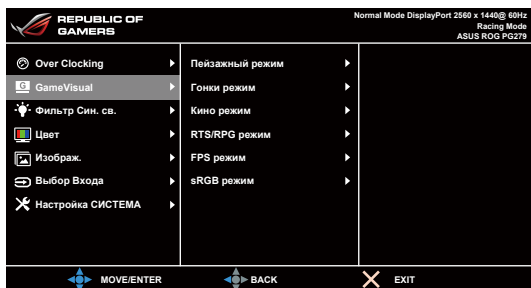 REPUBLIC OF
GAMERS
Normal Mode DisplayPort 2560 x 1440@ 60Hz
Racing Mode
ASUS ROG PG279
Over Clocking
G GameVisual
Фильтр Син. св.
Цвет
Изображ.
Выбор Входа
Настройка СИСТЕМА
Пейзажный режим
Гонки режим
Кино режим
RTS/RPG режим
FPS режим
sRGB режим
MOVE/ENTER
BACK
EXIT